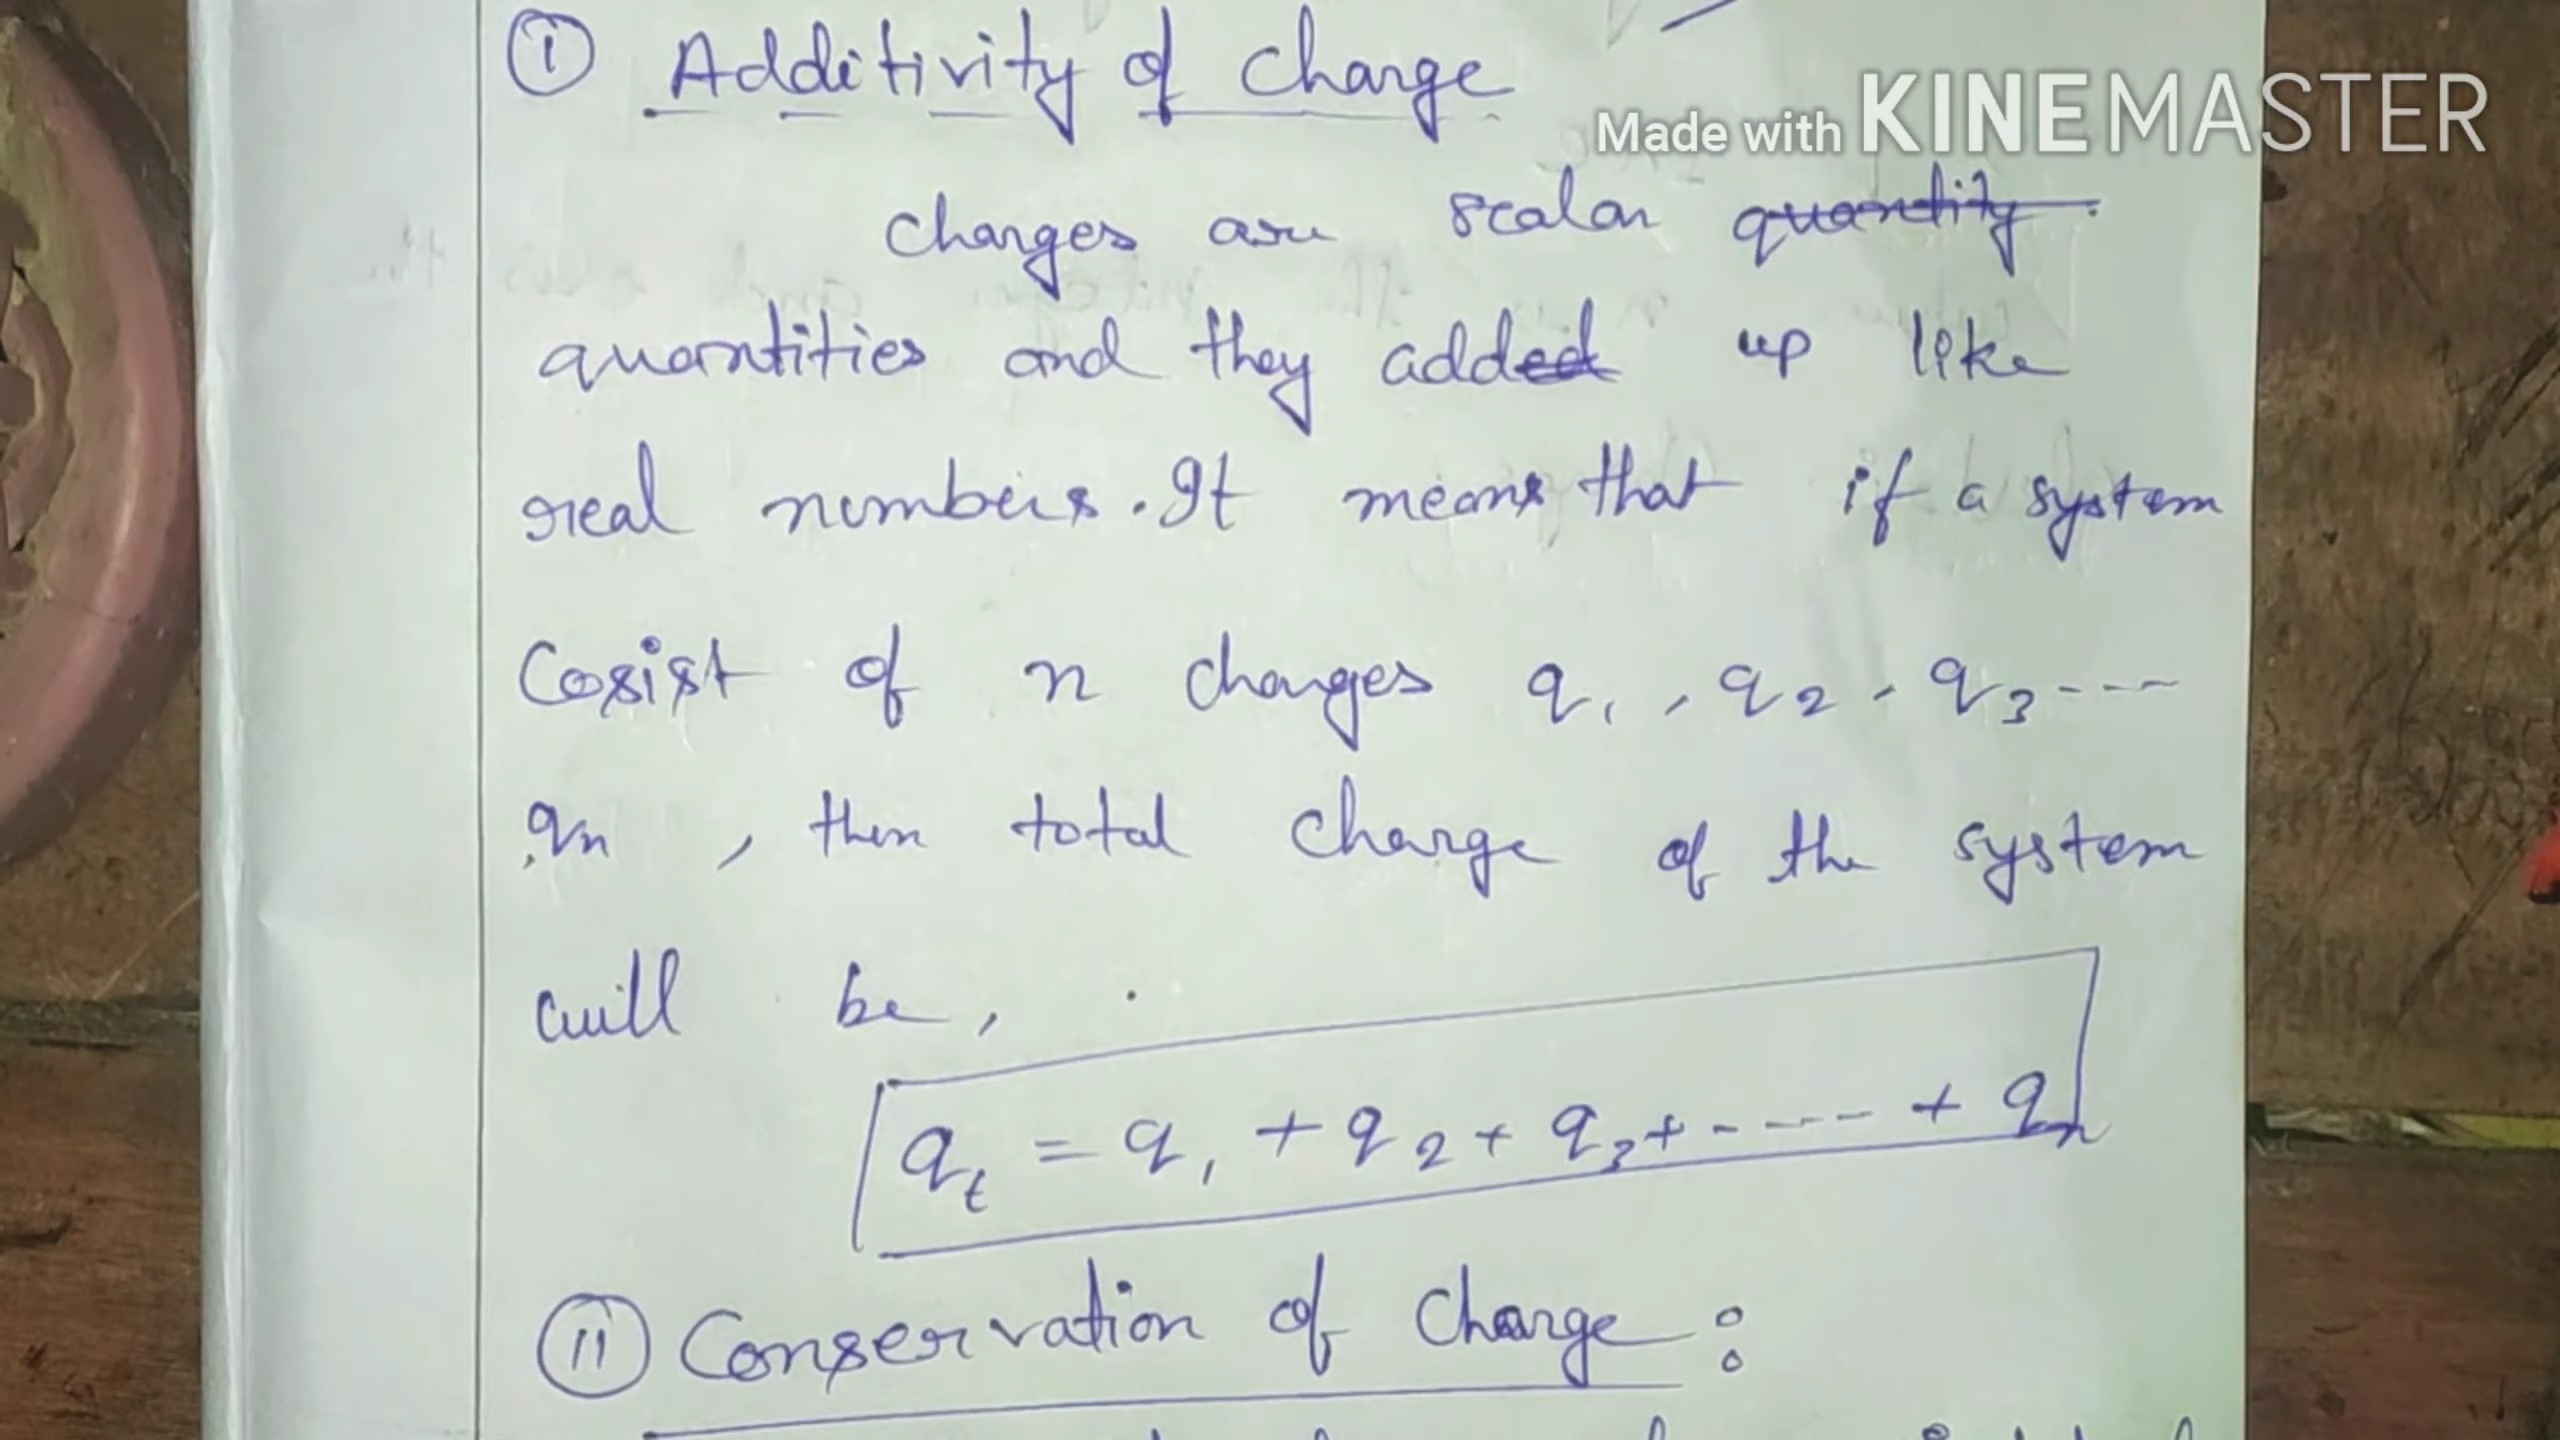 i Additivity of charge
Made with KINEMASTER
charges are scalar quantity.
quantities and they added up like
real numbers. It means that if a system
Cosist of n charges q1, q2, q3----
qn, then total charge of the system
will be,
qt = q1 + q2 + q3 + ---- + qn
ii Conservation of Charge: